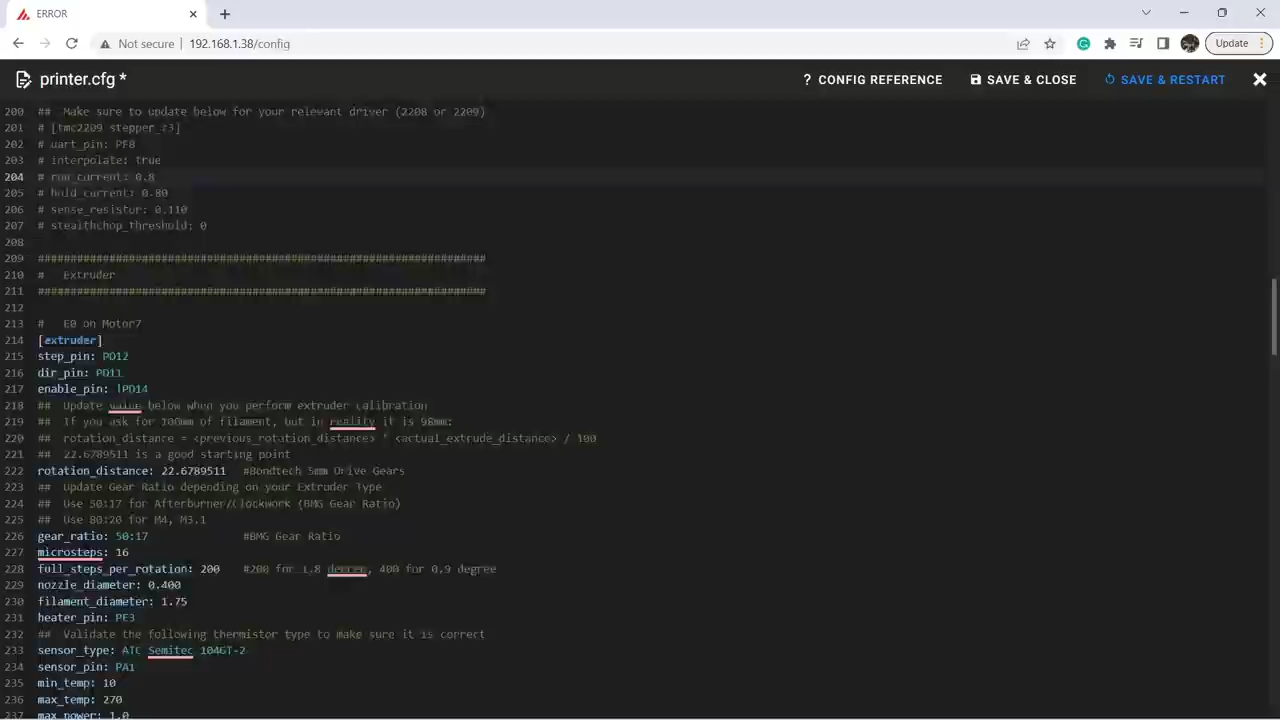 ERROR
Not secure
192.168.1.38/config
Update
printer.cfg *
? CONFIG REFERENCE
SAVE & CLOSE
SAVE & RESTART
200 ## Make sure to update below for your relevant driver (2208 or 2209)
201 # [tmc2209 stepper_z3]
202 # uart_pin: PF8
203 # interpolate: true
204 # run_current: 0.8
205 # hold_current: 0.80
206 # sense_resistor: 0.110
207 # stealthchop_threshold: 0
208
209 #####################################################################
210 # Extruder
211 #####################################################################
212
213 # E0 on Motor7
214 [extruder]
215 step_pin: PD12
216 dir_pin: PD11
217 enable_pin: !PD14
218 ## Update value below when you perform extruder calibration
219 ## If you ask for 100mm of filament, but in reality it is 98mm:
220 ## rotation_distance = <previous_rotation_distance> * <actual_extrude_distance> / 100
221 ## 22.6789511 is a good starting point
222 rotation_distance: 22.6789511 #Bondtech 5mm Drive Gears
223 ## Update Gear Ratio depending on your Extruder Type
224 ## Use 50:17 for Afterburner/Clockwork (BMG Gear Ratio)
225 ## Use 80:20 for M4, M3.1
226 gear_ratio: 50:17 #BMG Gear Ratio
227 microsteps: 16
228 full_steps_per_rotation: 200 #200 for 1.8 degree, 400 for 0.9 degree
229 nozzle_diameter: 0.400
230 filament_diameter: 1.75
231 heater_pin: PE3
232 ## Validate the following thermistor type to make sure it is correct
233 sensor_type: ATC Semitec 104GT-2
234 sensor_pin: PA1
235 min_temp: 10
236 max_temp: 270
237 max_power: 1.0